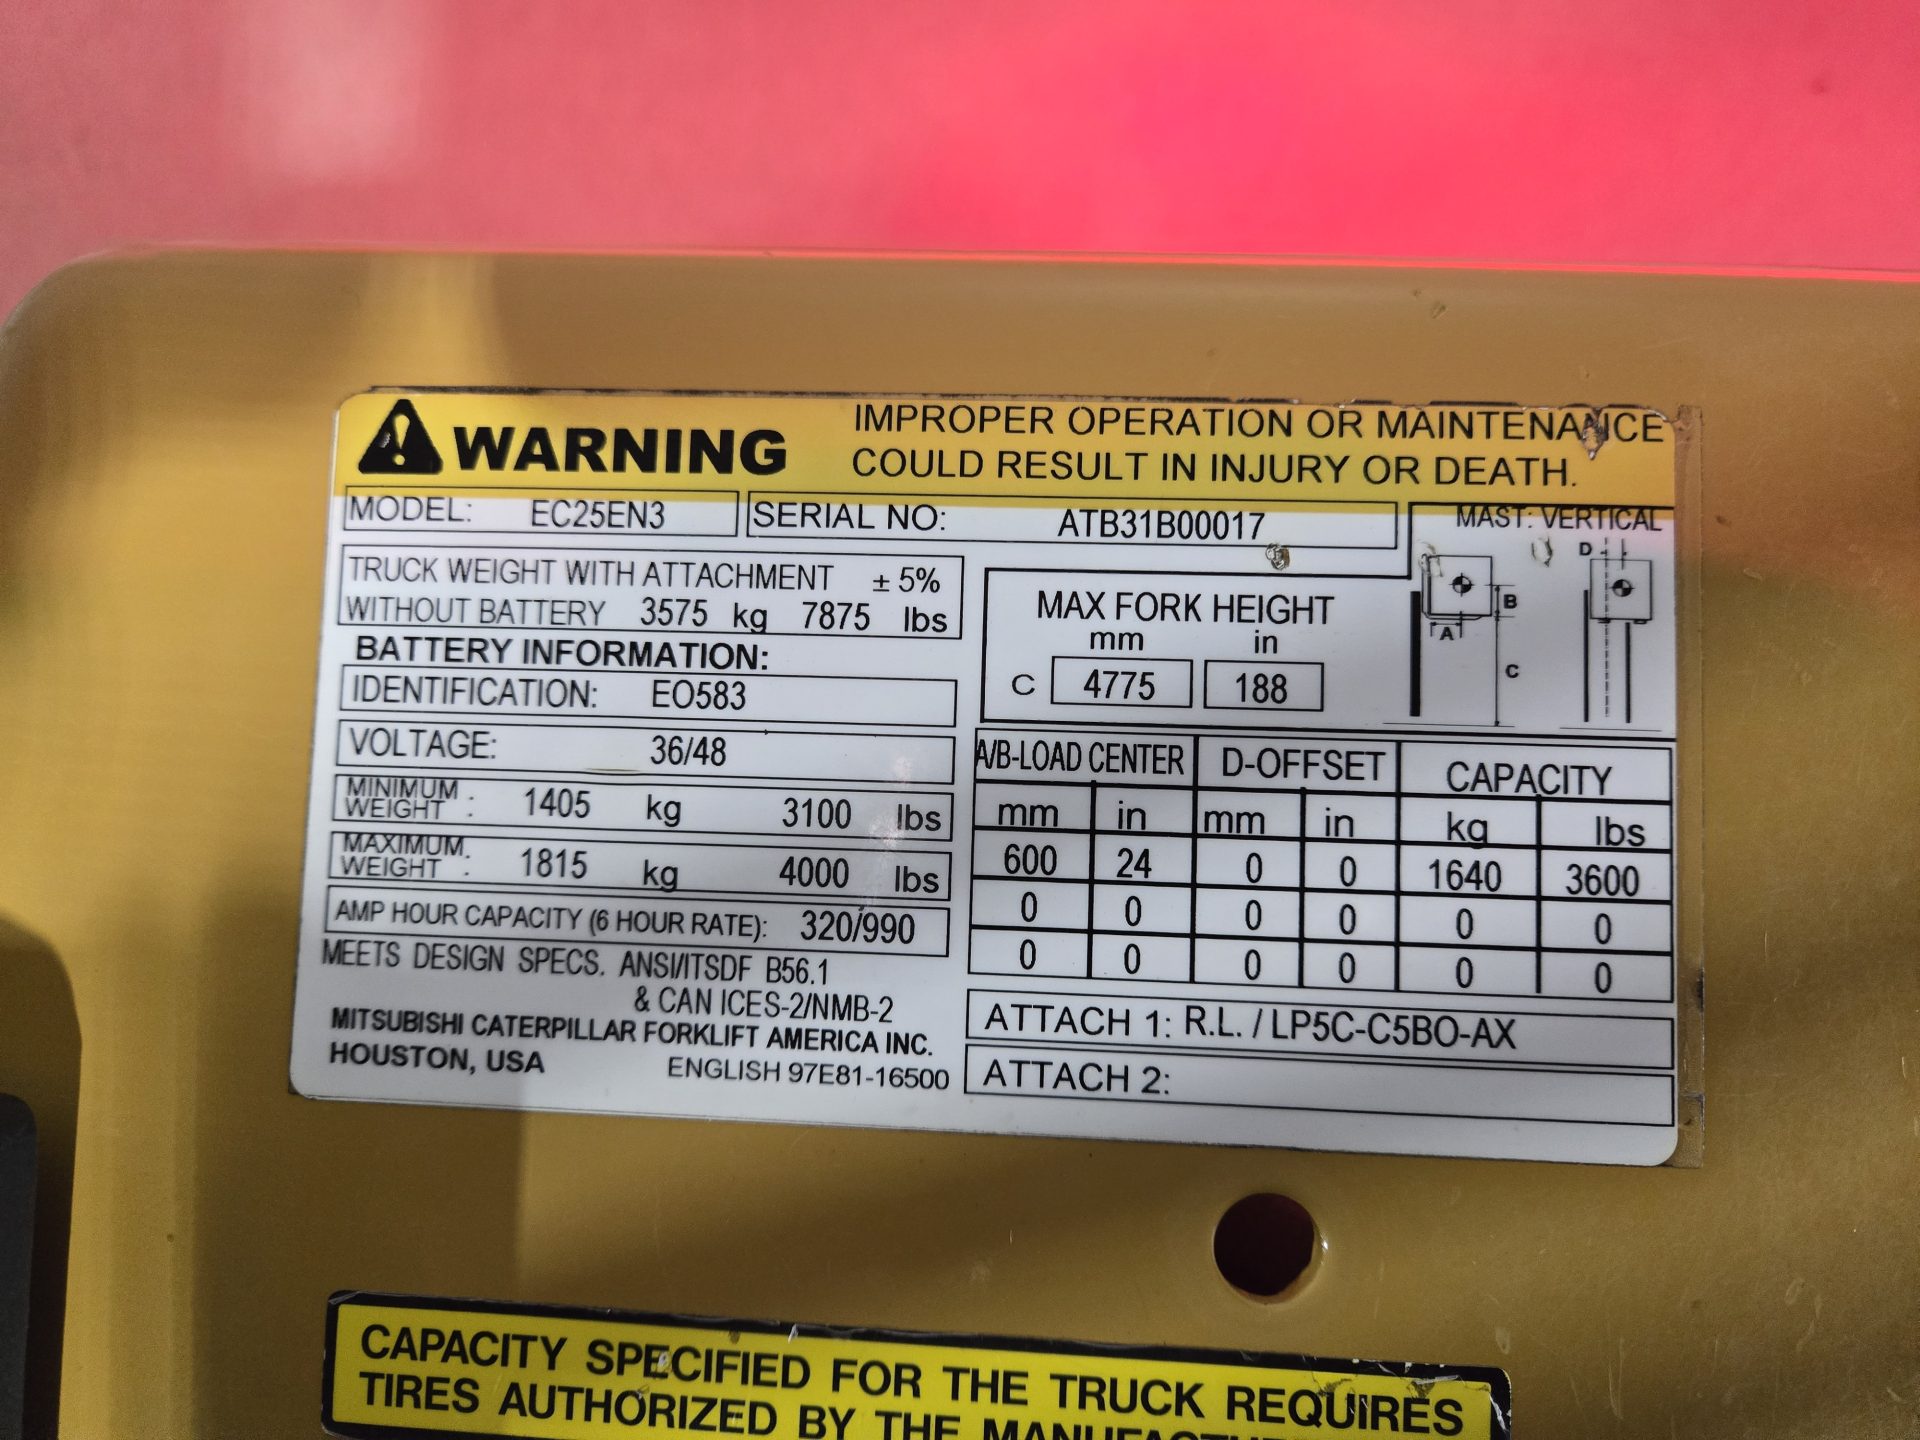 WARNING
IMPROPER OPERATION OR MAINTENANCE
COULD RESULT IN INJURY OR DEATH.
MODEL: EC25EN3
SERIAL NO: ATB31B00017
TRUCK WEIGHT WITH ATTACHMENT ± 5%
WITHOUT BATTERY 3575 kg 7875 lbs
BATTERY INFORMATION:
IDENTIFICATION: EO583
VOLTAGE: 36/48
MINIMUM
WEIGHT : 1405 kg 3100 lbs
MAXIMUM
WEIGHT : 1815 kg 4000 lbs
AMP HOUR CAPACITY (6 HOUR RATE): 320/990
MEETS DESIGN SPECS. ANSI/ITSDF B56.1
& CAN ICES-2/NMB-2
MITSUBISHI CATERPILLAR FORKLIFT AMERICA INC.
HOUSTON, USA
ENGLISH 97E81-16500
MAX FORK HEIGHT
mm in
C 4775 188
MAST: VERTICAL
D
B
A
C
A/B-LOAD CENTER D-OFFSET CAPACITY
mm in mm in kg lbs
600 24 0 0 1640 3600
0 0 0 0 0 0
0 0 0 0 0 0
ATTACH 1: R.L. / LP5C-C5BO-AX
ATTACH 2:
CAPACITY SPECIFIED FOR THE TRUCK REQUIRES
TIRES AUTHORIZED BY THE